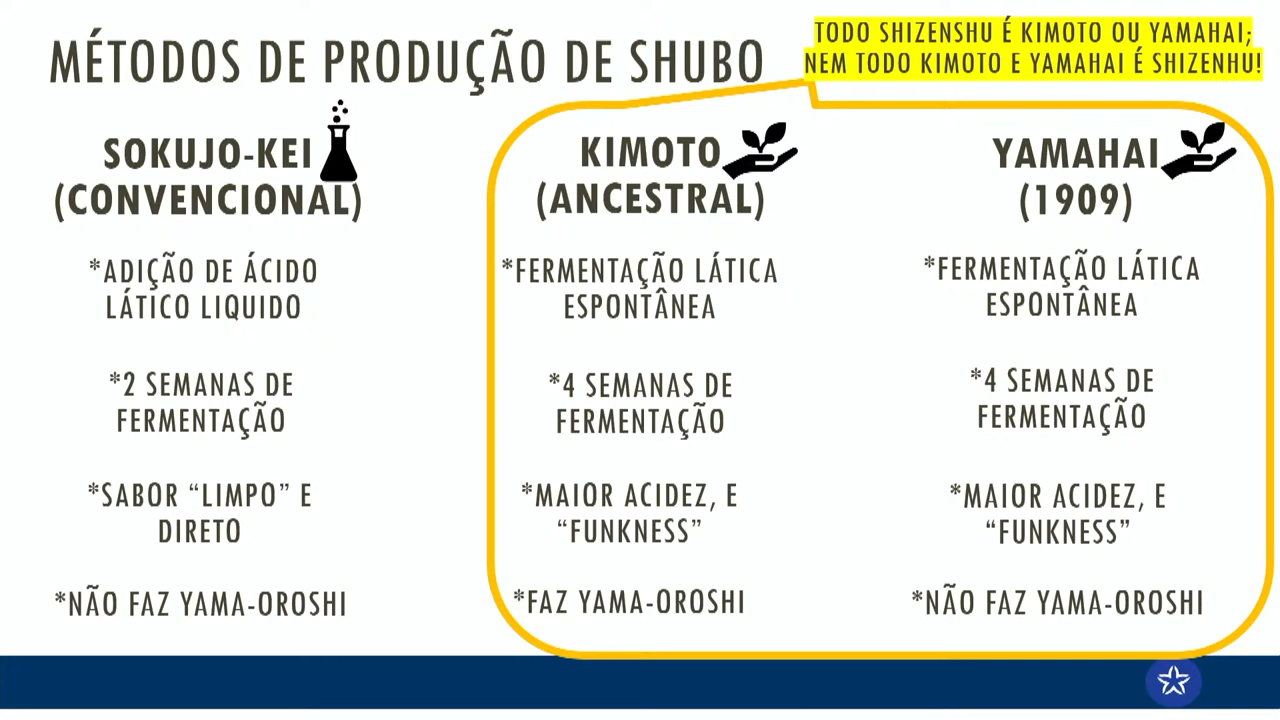 MÉTODOS DE PRODUÇÃO DE SHUBO
TODO SHIZENSHU É KIMOTO OU YAMAHAI;
NEM TODO KIMOTO E YAMAHAI É SHIZENHU!
SOKUJO-KEI
(CONVENCIONAL)
*ADIÇÃO DE ÁCIDO
LÁTICO LIQUIDO
*2 SEMANAS DE
FERMENTAÇÃO
*SABOR “LIMPO” E
DIRETO
*NÃO FAZ YAMA-OROSHI
KIMOTO
(ANCESTRAL)
*FERMENTAÇÃO LÁTICA
ESPONTÂNEA
*4 SEMANAS DE
FERMENTAÇÃO
*MAIOR ACIDEZ, E
“FUNKNESS”
*FAZ YAMA-OROSHI
YAMAHAI
(1909)
*FERMENTAÇÃO LÁTICA
ESPONTÂNEA
*4 SEMANAS DE
FERMENTAÇÃO
*MAIOR ACIDEZ, E
“FUNKNESS”
*NÃO FAZ YAMA-OROSHI